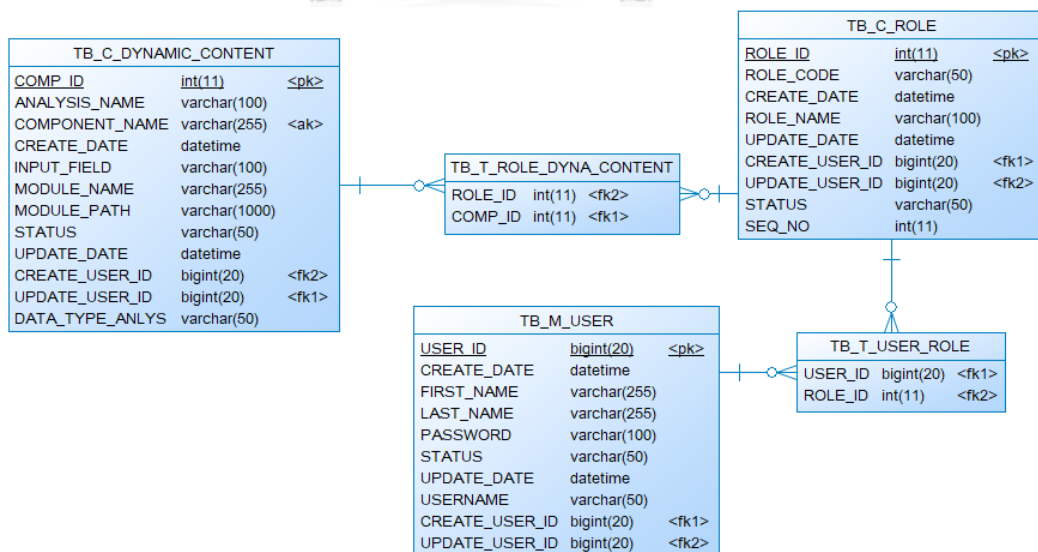 TB_C_DYNAMIC_CONTENT
COMP_ID int(11) <pk>
ANALYSIS_NAME varchar(100)
COMPONENT_NAME varchar(255) <ak>
CREATE_DATE datetime
INPUT_FIELD varchar(100)
MODULE_NAME varchar(255)
MODULE_PATH varchar(1000)
STATUS varchar(50)
UPDATE_DATE datetime
CREATE_USER_ID bigint(20) <fk2>
UPDATE_USER_ID bigint(20) <fk1>
DATA_TYPE_ANLYS varchar(50)
TB_T_ROLE_DYNA_CONTENT
ROLE_ID int(11) <fk2>
COMP_ID int(11) <fk1>
TB_C_ROLE
ROLE_ID int(11) <pk>
ROLE_CODE varchar(50)
CREATE_DATE datetime
ROLE_NAME varchar(100)
UPDATE_DATE datetime
CREATE_USER_ID bigint(20) <fk1>
UPDATE_USER_ID bigint(20) <fk2>
STATUS varchar(50)
SEQ_NO int(11)
TB_M_USER
USER_ID bigint(20) <pk>
CREATE_DATE datetime
FIRST_NAME varchar(255)
LAST_NAME varchar(255)
PASSWORD varchar(100)
STATUS varchar(50)
UPDATE_DATE datetime
USERNAME varchar(50)
CREATE_USER_ID bigint(20) <fk1>
UPDATE_USER_ID bigint(20) <fk2>
TB_T_USER_ROLE
USER_ID bigint(20) <fk1>
ROLE_ID int(11) <fk2>